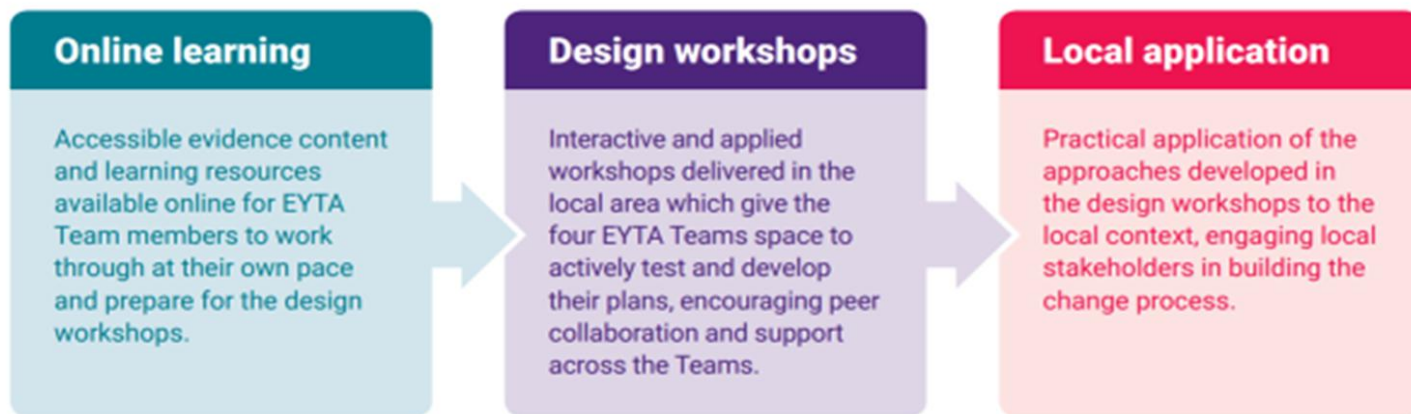 Online learning
Accessible evidence content
and learning resources
available online for EYTA
Team members to work
through at their own pace
and prepare for the design
workshops.
Design workshops
Interactive and applied
workshops delivered in the
local area which give the
four EYTA Teams space to
actively test and develop
their plans, encouraging peer
collaboration and support
across the Teams.
Local application
Practical application of the
approaches developed in
the design workshops to the
local context, engaging local
stakeholders in building the
change process.